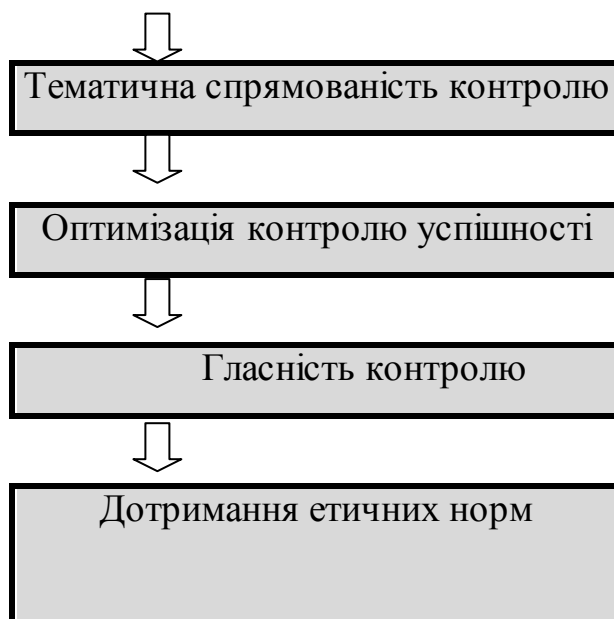 Тематична спрямованість контролю
Оптимізація контролю успішності
Гласність контролю
Дотримання етичних норм